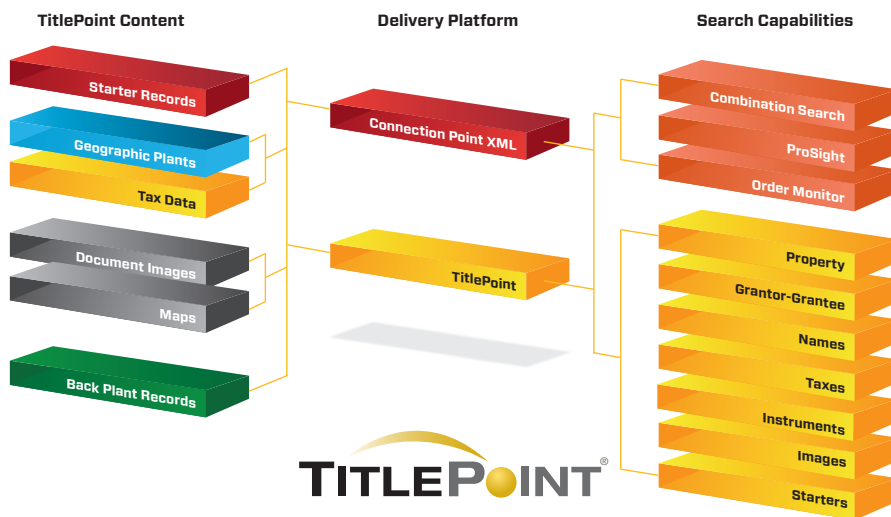 TitlePoint Content
Starter Records
Geographic Plants
Tax Data
Document Images
Maps
Back Plant Records
Delivery Platform
Connection Point XML
TitlePoint
Search Capabilities
Combination Search
ProSight
Order Monitor
Property
Grantor-Grantee
Names
Taxes
Instruments
Images
Starters
TITLEPOINT®